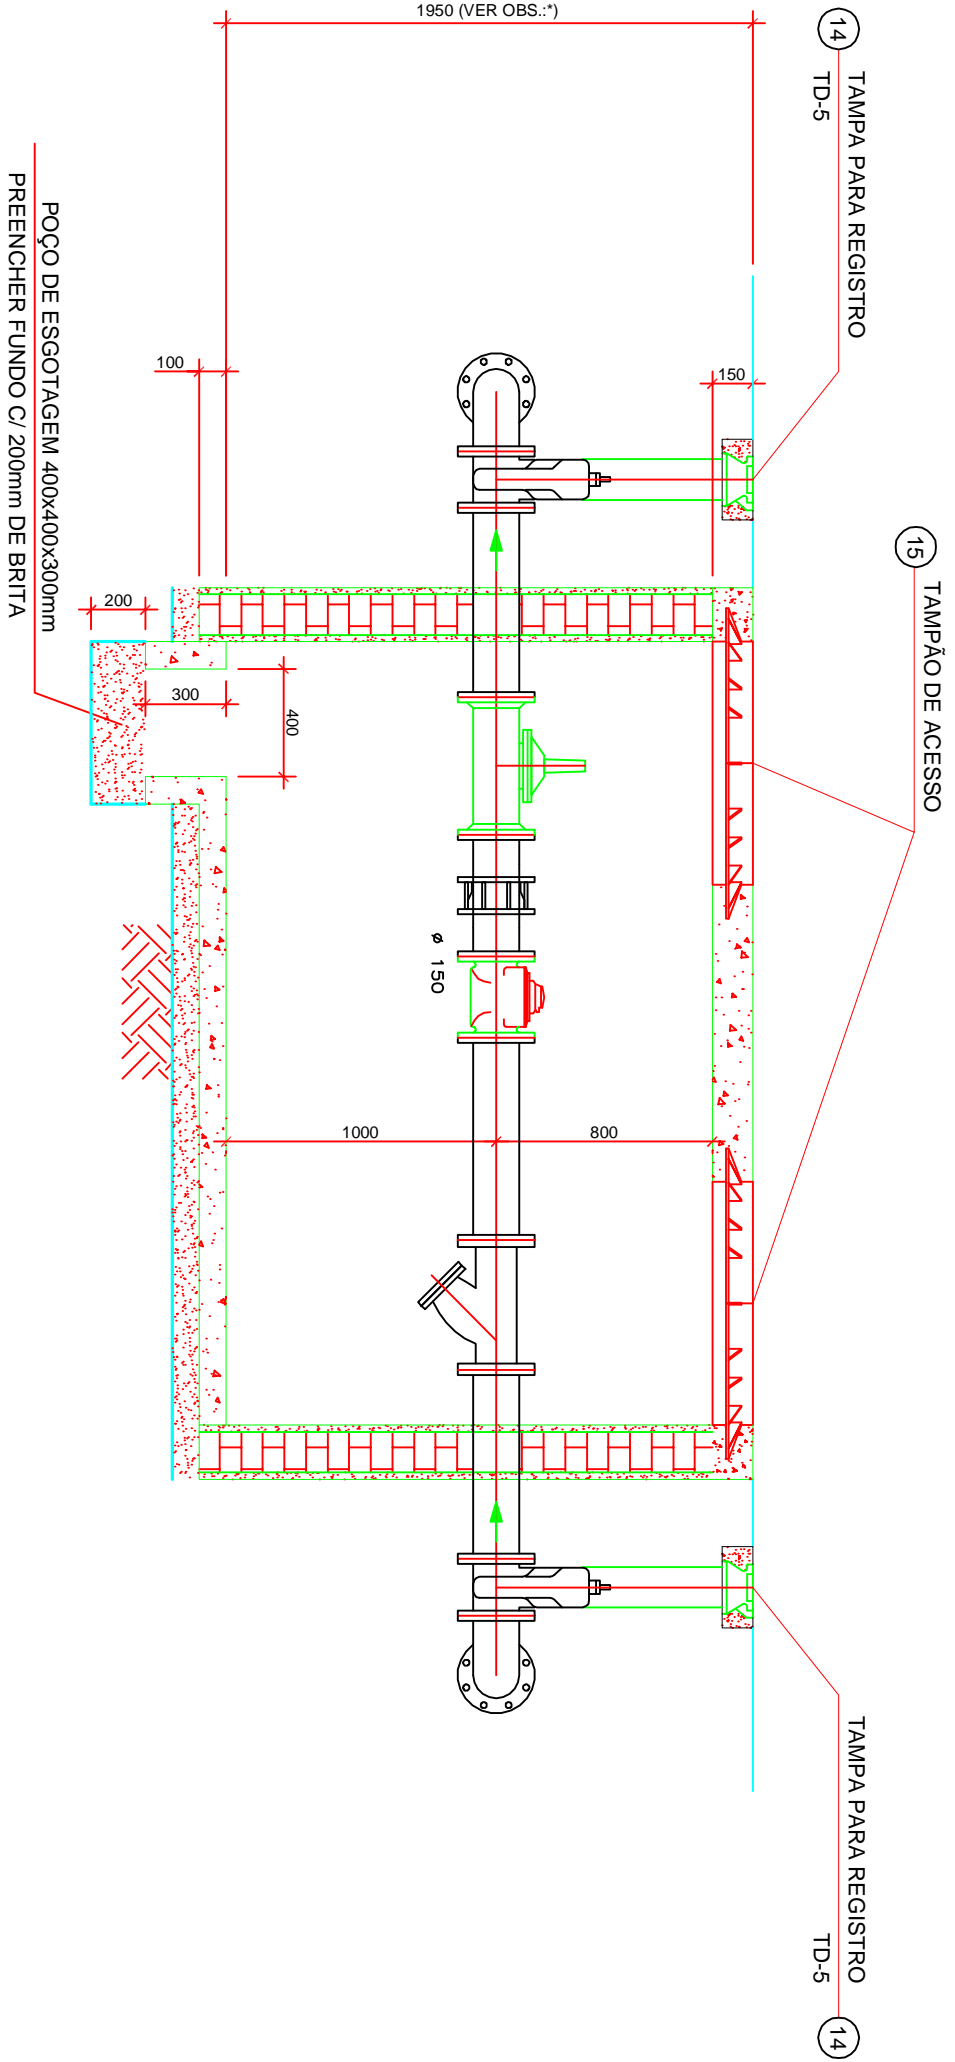 1950 (VER OBS.:*)
14
TAMPA PARA REGISTRO
TD-5
15
TAMPÃO DE ACESSO
100
150
200
300
400
POÇO DE ESGOTAGEM 400x400x300mm
PREENCHER FUNDO C/ 200mm DE BRITA
ø 150
1000
800
TAMPA PARA REGISTRO
TD-5
14